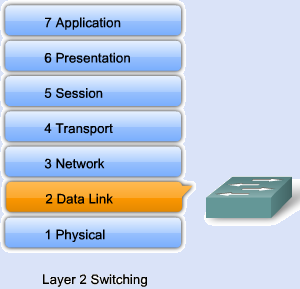 7 Application
6 Presentation
5 Session
4 Transport
3 Network
2 Data Link
1 Physical
Layer 2 Switching